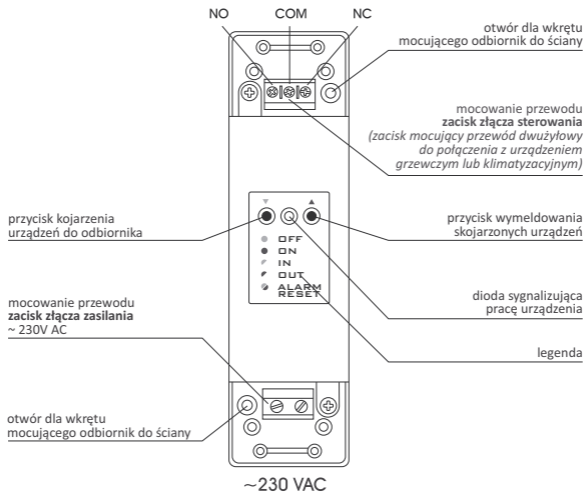 NO COM NC
otwór dla wkrętu
mocującego odbiornik do ściany
mocowanie przewodu
zacisk złącza sterowania
(zacisk mocujący przewód dwużyłowy
do połączenia z urządzeniem
grzewczym lub klimatyzacyjnym)
przycisk kojarzenia
urządzeń do odbiornika
przycisk wymeldowania
skojarzonych urządzeń
OFF
ON
IN
OUT
ALARM
RESET
dioda sygnalizująca
pracę urządzenia
mocowanie przewodu
zacisk złącza zasilania
~ 230V AC
legenda
otwór dla wkrętu
mocującego odbiornik do ściany
~230 VAC